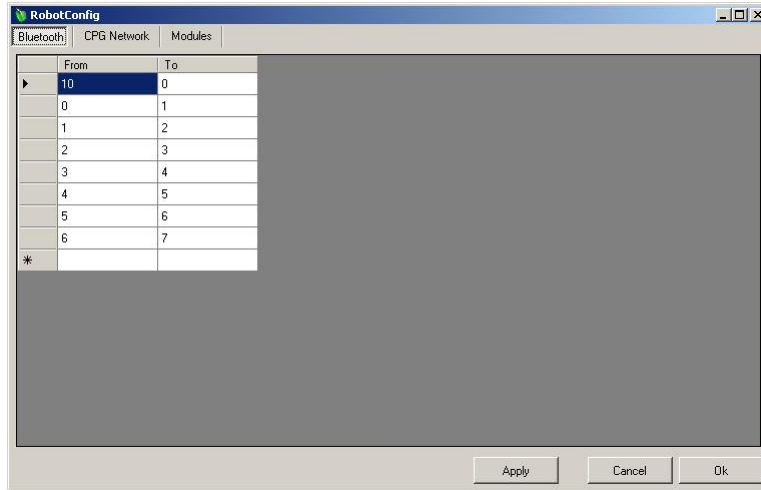 RobotConfig
Bluetooth CPG Network Modules
From To
10 0
0 1
1 2
2 3
3 4
4 5
5 6
6 7
Apply Cancel Ok